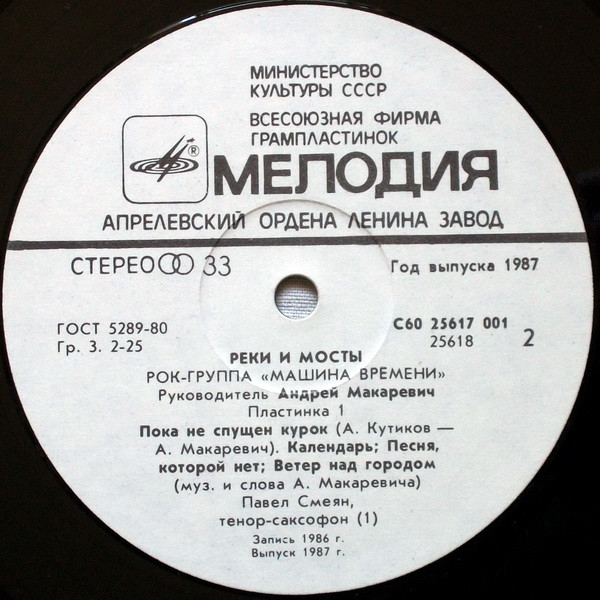 МИНИСТЕРСТВО
КУЛЬТУРЫ СССР
ВСЕСОЮЗНАЯ ФИРМА
ГРАМПЛАСТИНОК
®
МЕЛОДИЯ
АПРЕЛЕВСКИЙ ОРДЕНА ЛЕНИНА ЗАВОД
СТЕРЕО 33
Год выпуска 1987
ГОСТ 5289-80
Гр. 3. 2-25
С60 25617 001
25618
2
РЕКИ И МОСТЫ
РОК-ГРУППА «МАШИНА ВРЕМЕНИ»
Руководитель Андрей Макаревич
Пластинка 1
Пока не спущен курок (А. Кутиков —
А. Макаревич). Календарь; Песня,
которой нет; Ветер над городом
(муз. и слова А. Макаревича)
Павел Смеян,
тенор-саксофон (1)
Запись 1986 г.
Выпуск 1987 г.